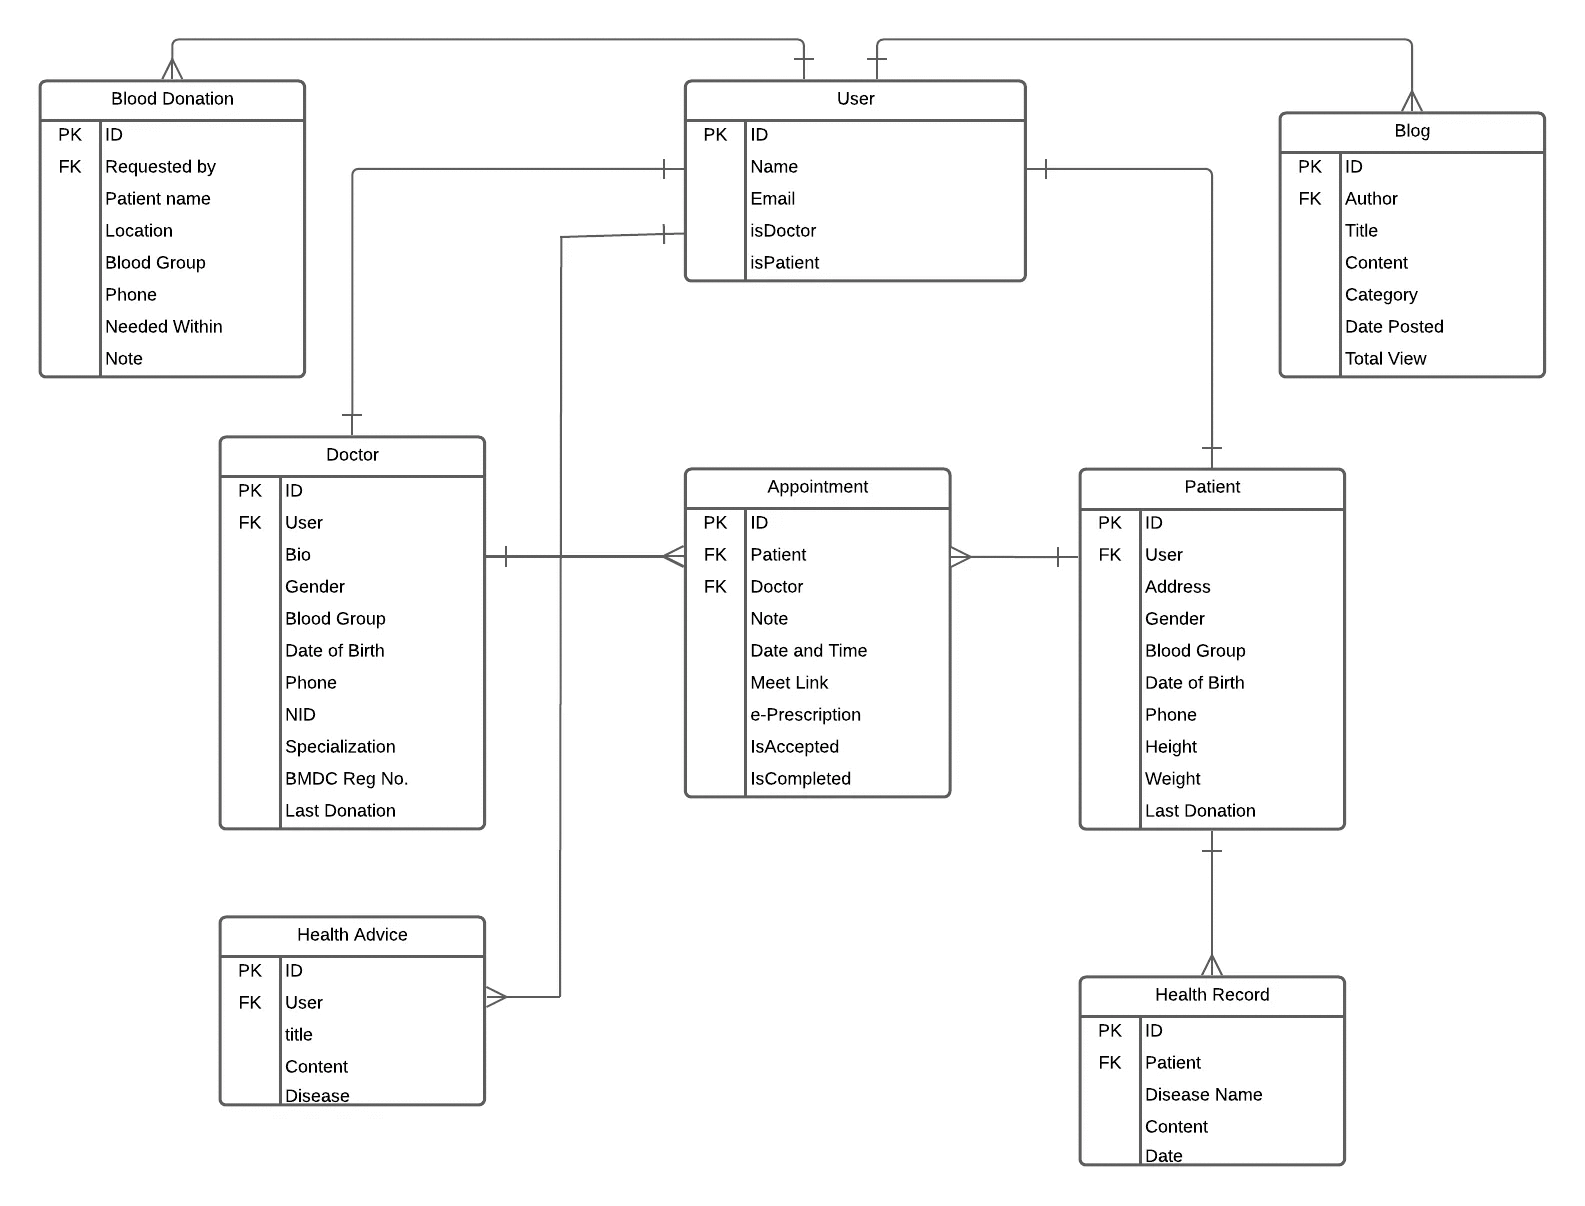 Blood Donation
PK ID
FK Requested by
Patient name
Location
Blood Group
Phone
Needed Within
Note
User
PK ID
Name
Email
isDoctor
isPatient
Blog
PK ID
FK Author
Title
Content
Category
Date Posted
Total View
Doctor
PK ID
FK User
Bio
Gender
Blood Group
Date of Birth
Phone
NID
Specialization
BMDC Reg No.
Last Donation
Appointment
PK ID
FK Patient
FK Doctor
Note
Date and Time
Meet Link
e-Prescription
IsAccepted
IsCompleted
Patient
PK ID
FK User
Address
Gender
Blood Group
Date of Birth
Phone
Height
Weight
Last Donation
Health Advice
PK ID
FK User
title
Content
Disease
Health Record
PK ID
FK Patient
Disease Name
Content
Date